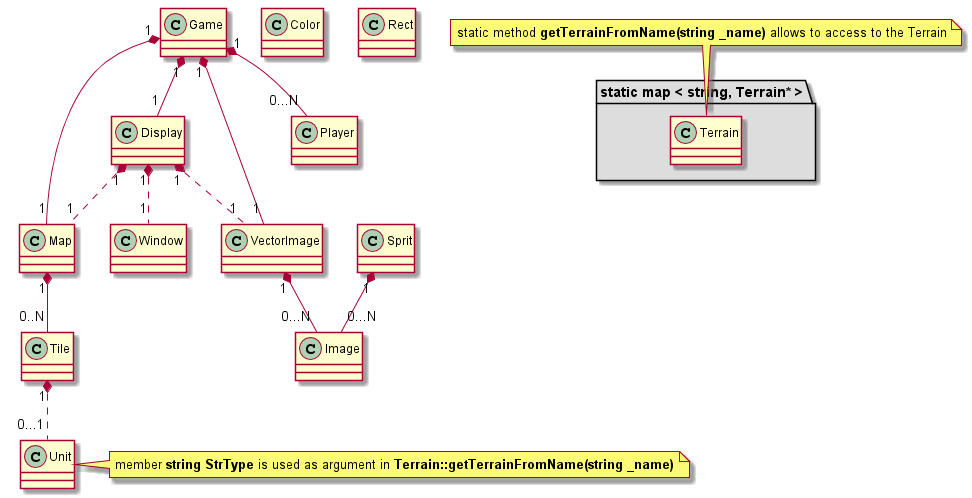 static method getTerrainFromName(string _name) allows to access to the Terrain
C Game
C Color
C Rect
1
1
1
1
1
static map < string, Terrain* >
1
0...N
C Display
C Player
C Terrain
1
1
1
1
1
1
1
1
C Map
C Window
C VectorImage
C Sprit
1
1
1
0...N
0...N
0...N
C Tile
C Image
1
0...1
C Unit
member string StrType is used as argument in Terrain::getTerrainFromName(string _name)